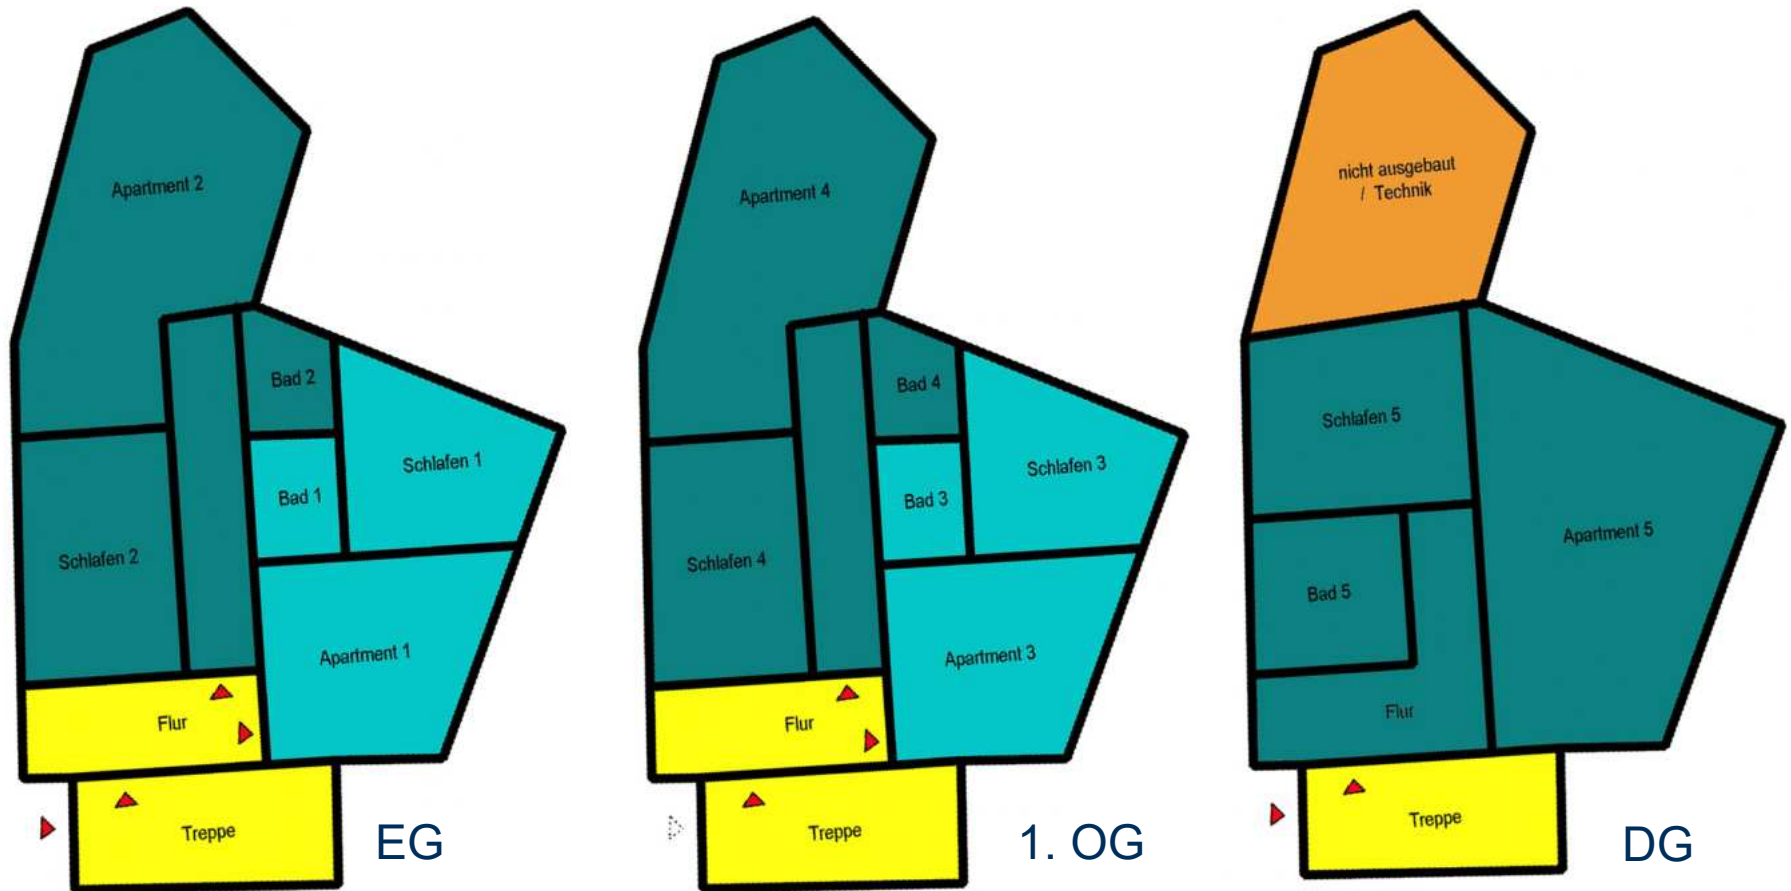 Apartment 2
Bad 2
Schlafen 1
Bad 1
Schlafen 2
Apartment 1
Flur
Treppe
EG
Apartment 4
Bad 4
Schlafen 3
Bad 3
Schlafen 4
Apartment 3
Flur
Treppe
1. OG
nicht ausgebaut
/ Technik
Schlafen 5
Apartment 5
Bad 5
Flur
Treppe
DG